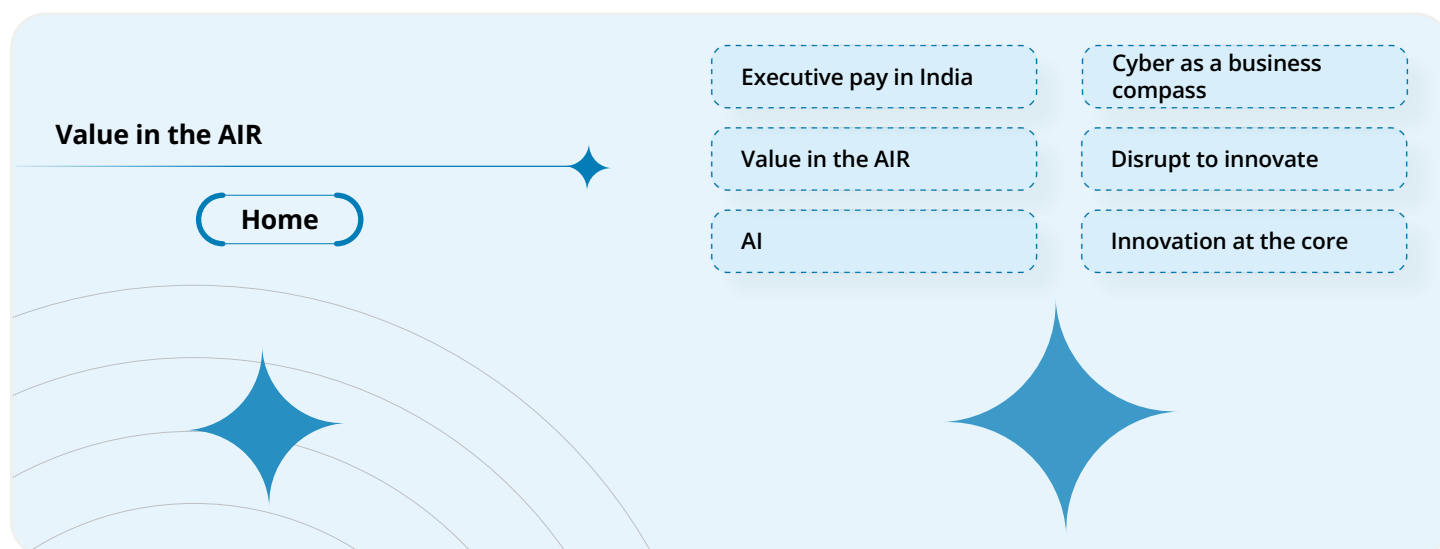 Value in the AIR
Home
Executive pay in India
Cyber as a business
compass
Value in the AIR
Disrupt to innovate
AI
Innovation at the core